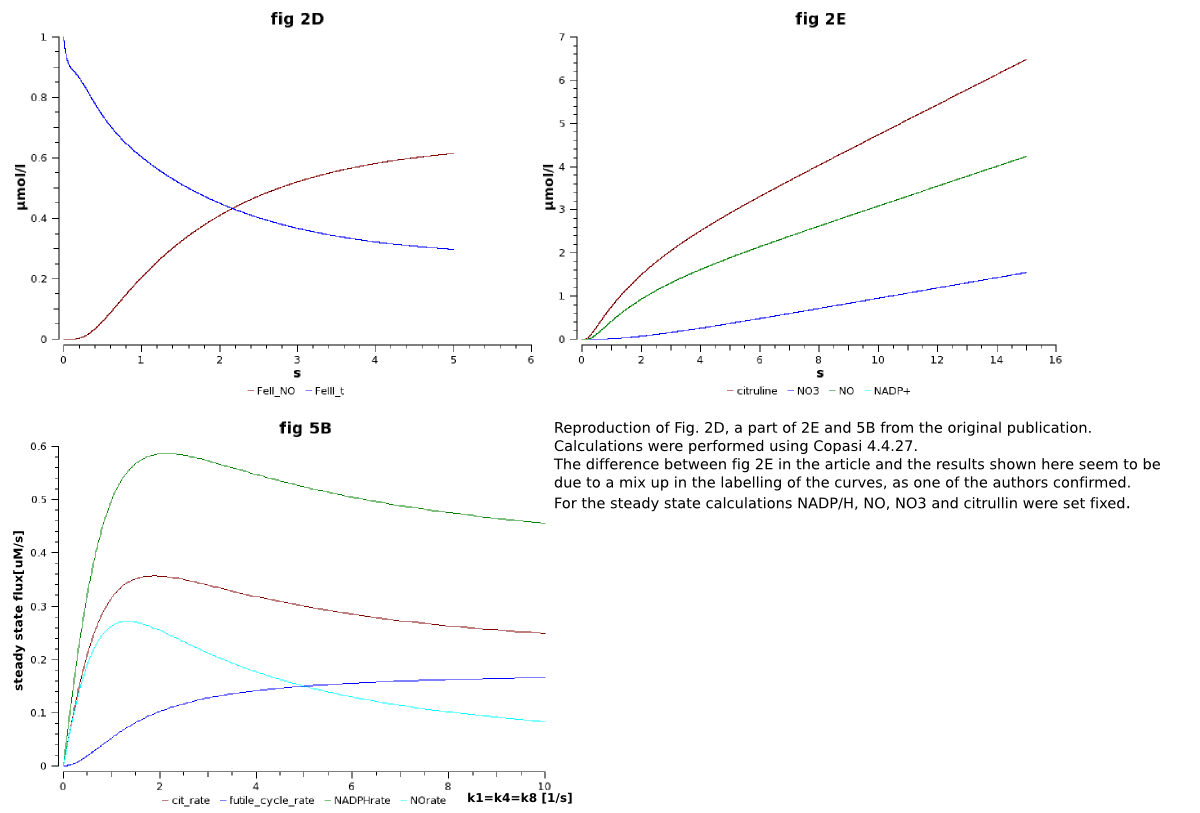 fig 2D
1
0.8
0.6
0.4
0.2
0
µmol/l
0 1 2 3 4 5 6
s
FeII_NO FeIII_t
fig 2E
7
6
5
4
3
2
1
0
µmol/l
0 2 4 6 8 10 12 14 16
s
citruline NO3 NO NADP+
fig 5B
0.6
0.5
0.4
0.3
0.2
0.1
0
steady state flux[uM/s]
0 2 4 6 8 10
k1=k4=k8 [1/s]
cit_rate futile_cycle_rate NADPHrate NOrate
Reproduction of Fig. 2D, a part of 2E and 5B from the original publication.
Calculations were performed using Copasi 4.4.27.
The difference between fig 2E in the article and the results shown here seem to be
due to a mix up in the labelling of the curves, as one of the authors confirmed.
For the steady state calculations NADP/H, NO, NO3 and citrullin were set fixed.